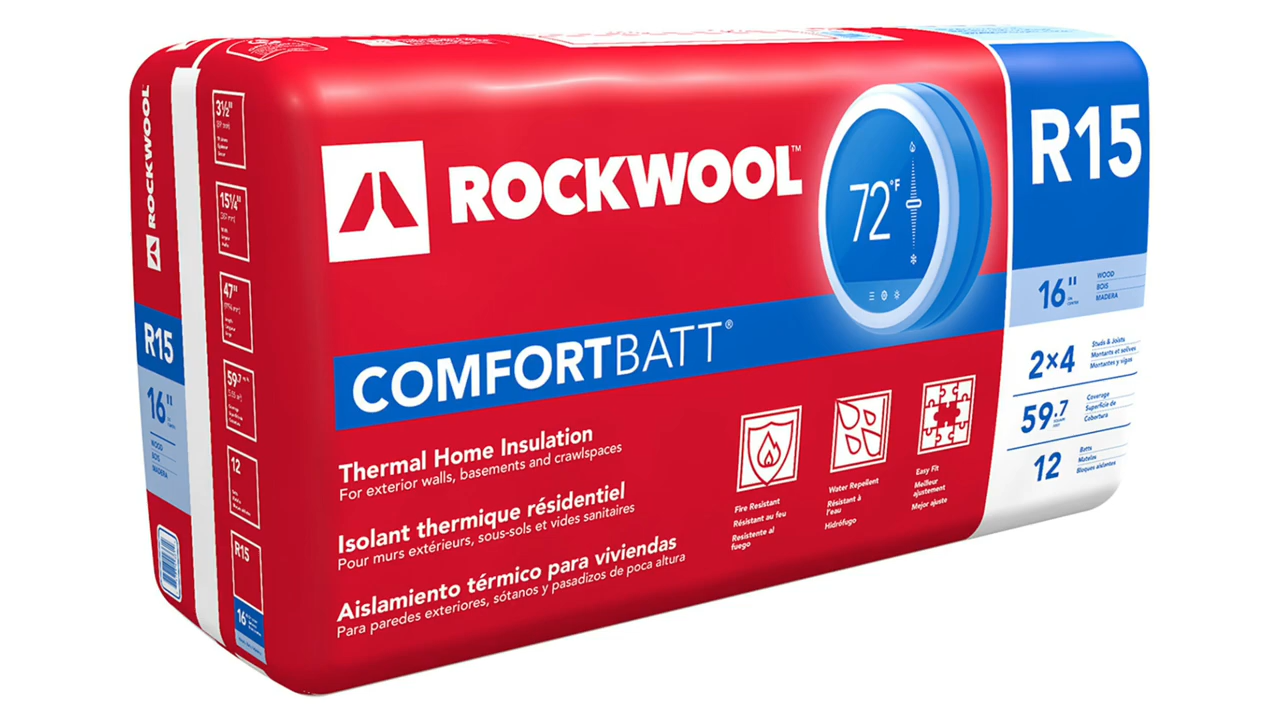 ROCKWOOL
R15
16"
WOOD
BOIS
MADERA
3½"
15¼"
47"
59.7
12
R15
16"
ROCKWOOL™
72°F
COMFORTBATT®
Thermal Home Insulation
For exterior walls, basements and crawlspaces
Isolant thermique résidentiel
Pour murs extérieurs, sous-sols et vides sanitaires
Aislamiento térmico para viviendas
Para paredes exteriores, sótanos y pasadizos de poca altura
Fire Resistant
Résistant au feu
Resistente al
fuego
Water Repellent
Résistant à
l'eau
Hidrófugo
Easy Fit
Meilleur
ajustement
Mejor ajuste
R15
16"
WOOD
BOIS
MADERA
2×4
Studs & Joists
Montants et solives
Montantes y vigas
59.7
Coverage
Superficie de
Cobertura
12
Batts
Matelas
Bloques aislantes